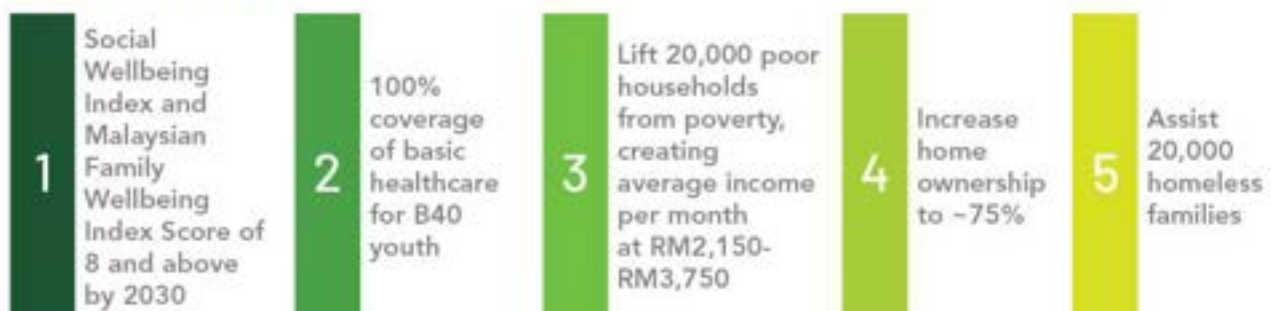 1
Social
Wellbeing
Index and
Malaysian
Family
Wellbeing
Index Score of
8 and above
by 2030
2
100%
coverage
of basic
healthcare
for B40
youth
3
Lift 20,000 poor
households
from poverty,
creating
average income
per month
at RM2,150-
RM3,750
4
Increase
home
ownership
to ~75%
5
Assist
20,000
homeless
families